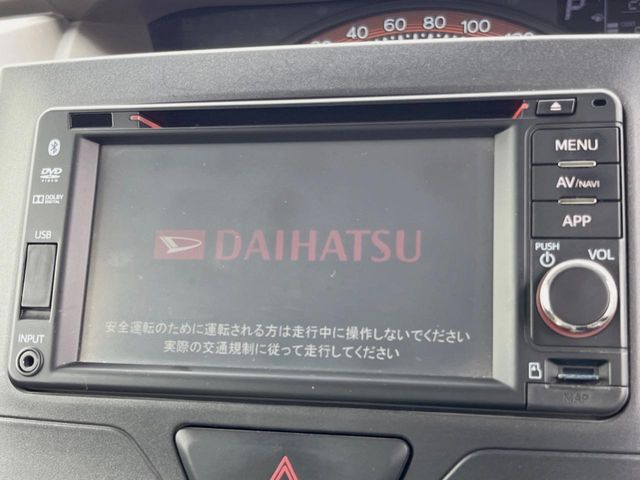 40 60 80 100
P
MENU
DVD
VIDEO
DOLBY
DIGITAL
AV/NAVI
APP
USB
DAIHATSU
PUSH
VOL
安全運転のために運転される方は走行中に操作しないでください
実際の交通規制に従って走行してください
INPUT
MAP